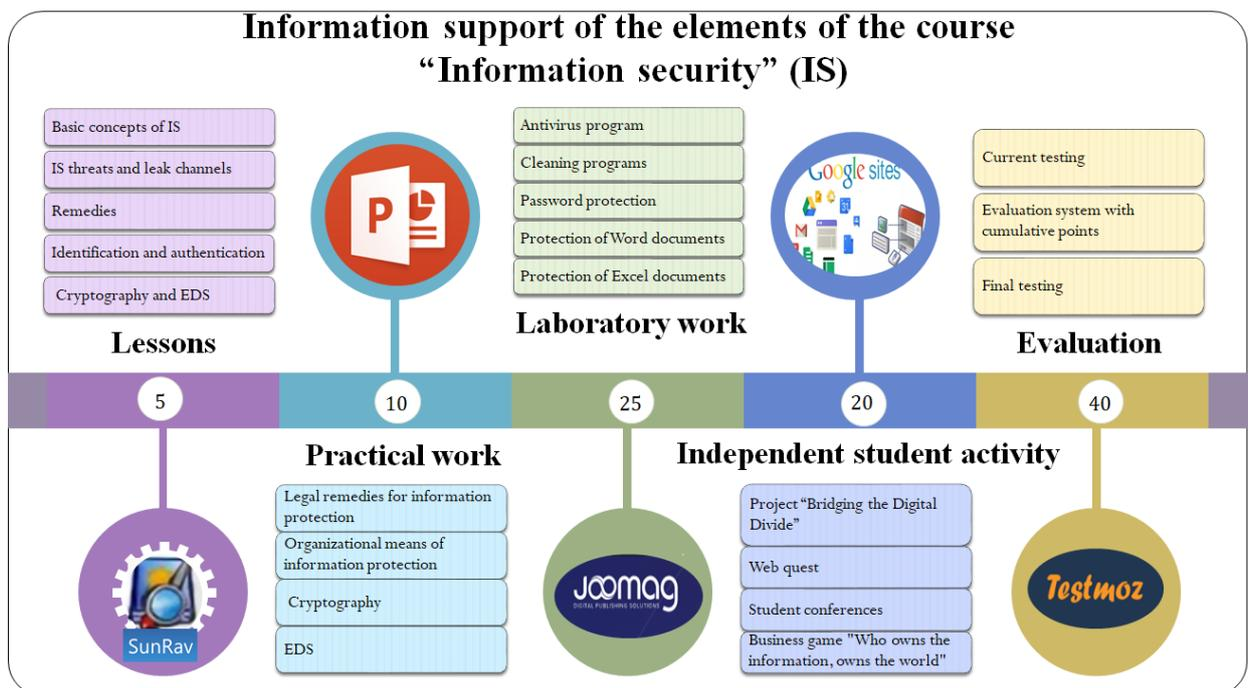 Information support of the elements of the course
“Information security” (IS)
Basic concepts of IS
IS threats and leak channels
Remedies
Identification and authentication
Cryptography and EDS
Lessons
P
Antivirus program
Cleaning programs
Password protection
Protection of Word documents
Protection of Excel documents
Laboratory work
Google sites
Current testing
Evaluation system with
cumulative points
Final testing
Evaluation
5
10
25
20
40
SunRav
Practical work
Legal remedies for information
protection
Organizational means of
information protection
Cryptography
EDS
JOOMAG
DIGITAL PUBLISHING SOLUTIONS
Independent student activity
Project “Bridging the Digital
Divide”
Web quest
Student conferences
Business game "Who owns the
information, owns the world"
Testmoz